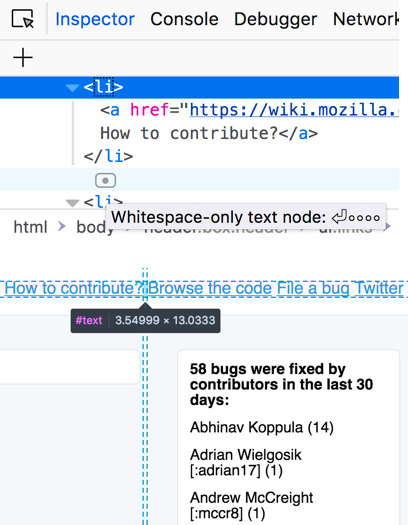 Inspector Console Debugger Network
<li>
<a href="https://wiki.mozilla.
How to contribute?</a>
</li>
<li>
Whitespace-only text node: ⏎◦◦◦◦
html body header.box.header ul.links
How to contribute? Browse the code File a bug Twitter
#text 3.54999 × 13.0333
58 bugs were fixed by
contributors in the last 30
days:
Abhinav Koppula (14)
Adrian Wielgosik
[:adrian17] (1)
Andrew McCreight
[:mccr8] (1)